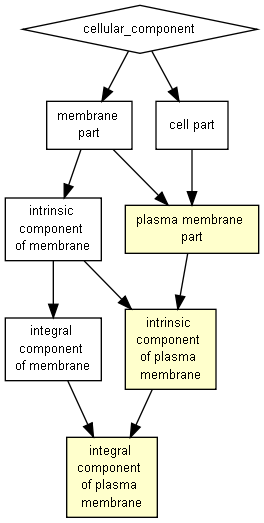 cellular_component
membrane
part
cell part
intrinsic
component
of membrane
plasma membrane
part
integral
component
of membrane
intrinsic
component
of plasma
membrane
integral
component
of plasma
membrane